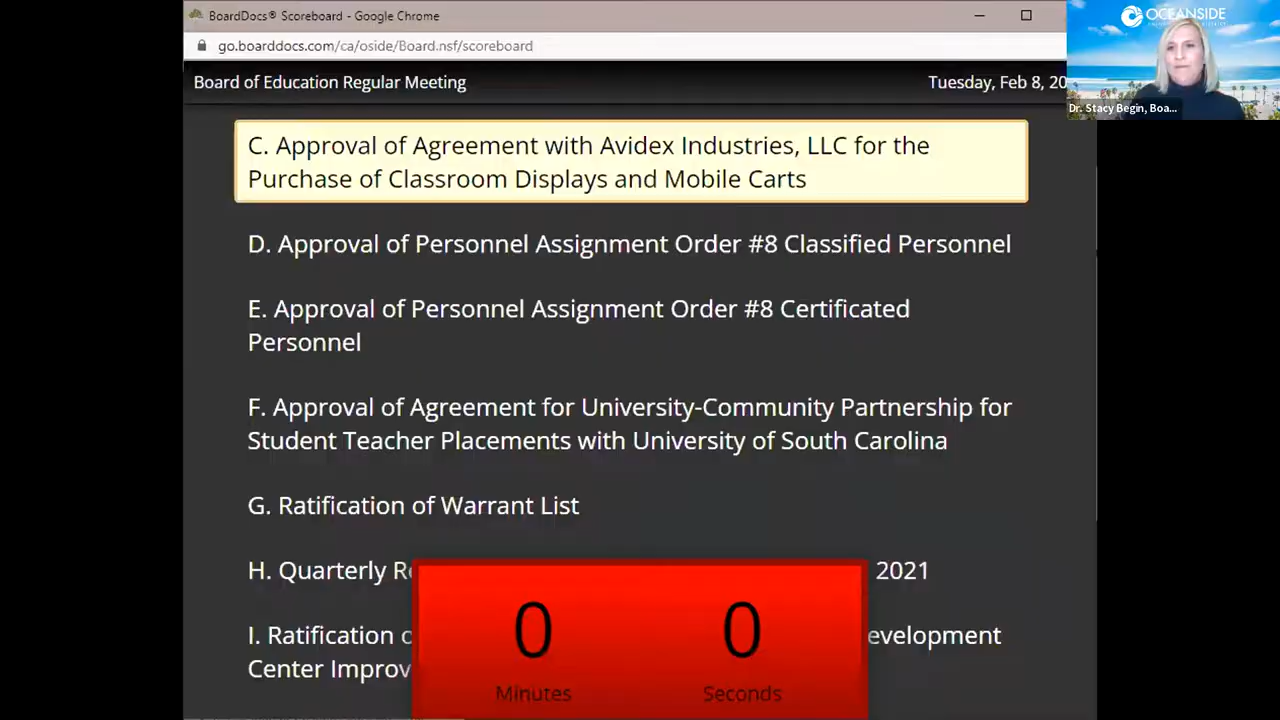 BoardDocs® Scoreboard - Google Chrome
go.boarddocs.com/ca/oside/Board.nsf/scoreboard
OCEANSIDE
Dr. Stacy Begin, Boa...
Board of Education Regular Meeting
Tuesday, Feb 8, 20
C. Approval of Agreement with Avidex Industries, LLC for the
Purchase of Classroom Displays and Mobile Carts
D. Approval of Personnel Assignment Order #8 Classified Personnel
E. Approval of Personnel Assignment Order #8 Certificated
Personnel
F. Approval of Agreement for University-Community Partnership for
Student Teacher Placements with University of South Carolina
G. Ratification of Warrant List
H. Quarterly Re 2021
I. Ratification o evelopment
Center Improv
0 0
Minutes Seconds